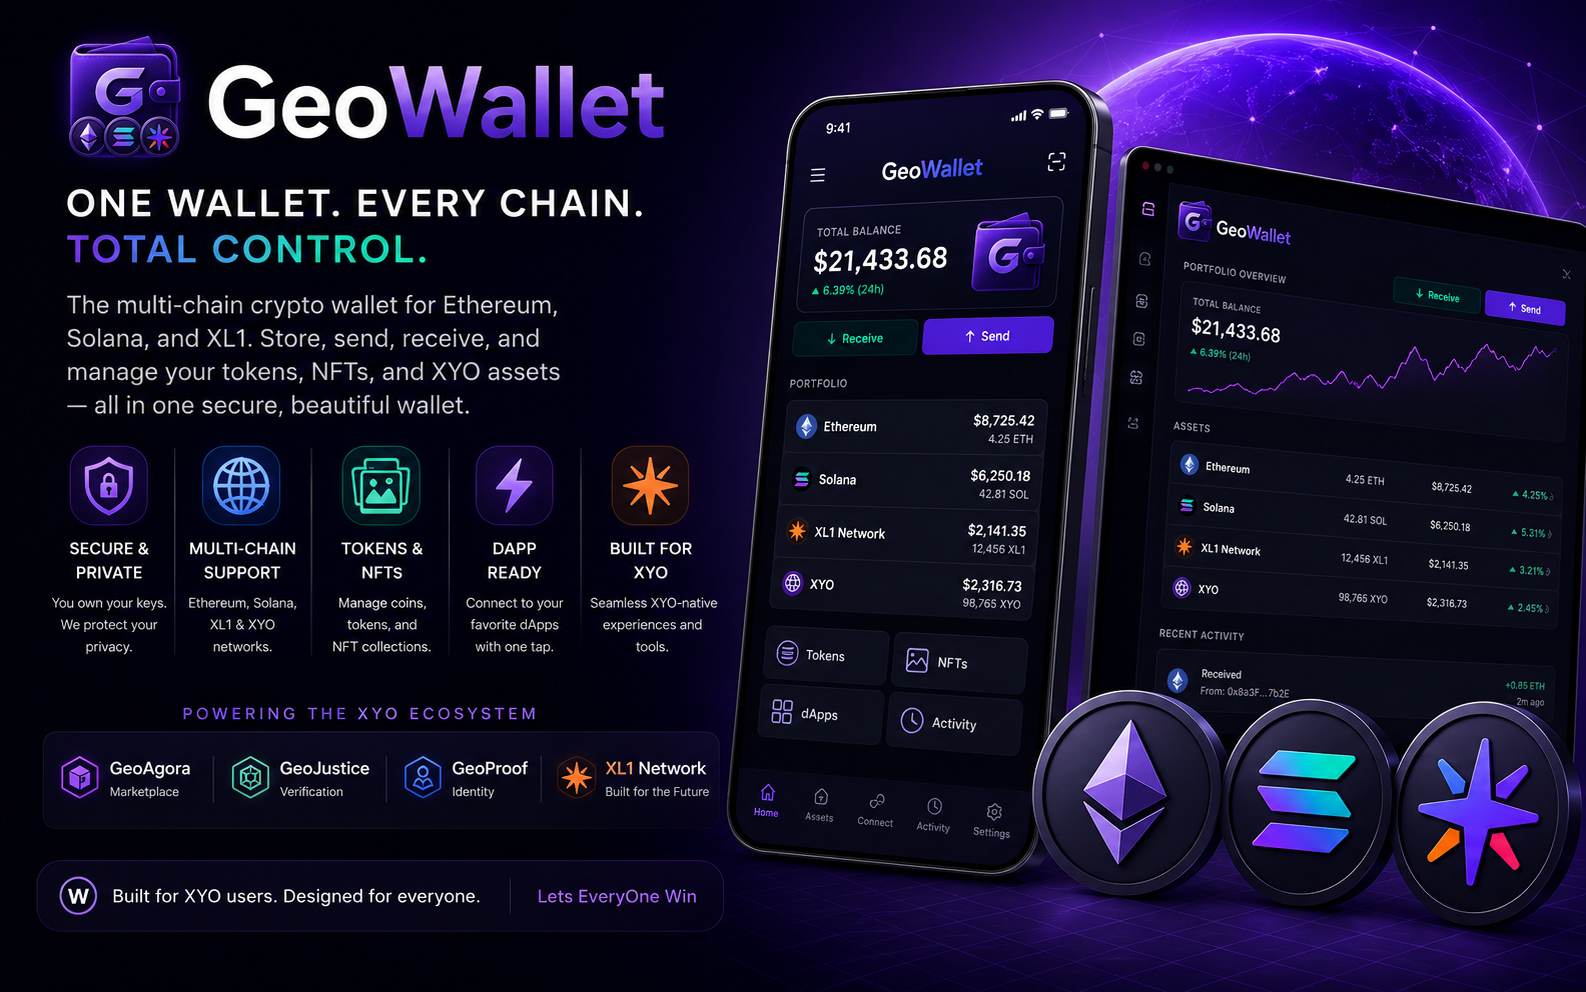 GeoWallet
ONE WALLET. EVERY CHAIN.
TOTAL CONTROL.
The multi-chain crypto wallet for Ethereum,
Solana, and XL1. Store, send, receive, and
manage your tokens, NFTs, and XYO assets
— all in one secure, beautiful wallet.
SECURE &
PRIVATE
You own your keys.
We protect your
privacy.
MULTI-CHAIN
SUPPORT
Ethereum, Solana,
XL1 & XYO
networks.
TOKENS &
NFTs
Manage coins,
tokens, and
NFT collections.
DAPP
READY
Connect to your
favorite dApps
with one tap.
BUILT FOR
XYO
Seamless XYO-native
experiences and
tools.
POWERING THE XYO ECOSYSTEM
GeoAgora
Marketplace
GeoJustice
Verification
GeoProof
Identity
XL1 Network
Built for the Future
W
Built for XYO users. Designed for everyone.
Lets EveryOne Win
9:41
GeoWallet
TOTAL BALANCE
$21,433.68
▲ 6.39% (24h)
G
↓ Receive
↑ Send
PORTFOLIO
Ethereum
$8,725.42
4.25 ETH
Solana
$6,250.18
42.81 SOL
XL1 Network
$2,141.35
12,456 XL1
XYO
$2,316.73
98,765 XYO
Tokens
NFTs
dApps
Activity
Home
Assets
Connect
Activity
Settings
G
GeoWallet
PORTFOLIO OVERVIEW
↓ Receive
↑ Send
TOTAL BALANCE
$21,433.68
▲ 6.39% (24h)
ASSETS
Ethereum
4.25 ETH
$8,725.42
▲ 4.25%
Solana
42.81 SOL
$6,250.18
▲ 5.31%
XL1 Network
12,456 XL1
$2,141.35
▲ 3.21%
XYO
98,765 XYO
$2,316.73
▲ 2.45%
RECENT ACTIVITY
Received
From: 0x8a3F...7b2E
+0.85 ETH
2m ago
G